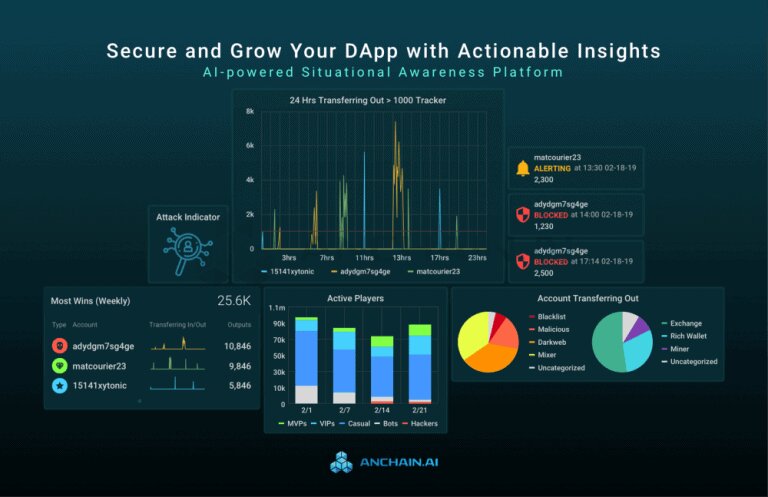 Secure and Grow Your DApp with Actionable Insights
AI-powered Situational Awareness Platform
24 Hrs Transferring Out > 1000 Tracker
8k
6k
4k
2k
0
3hrs 7hrs 11hrs 13hrs 17hrs 23hrs
15141xytonic adydgm7sg4ge matcourier23
matcourier23
ALERTING at 13:30 02-18-19
2,300
adydgm7sg4ge
BLOCKED at 14:00 02-18-19
1,230
adydgm7sg4ge
BLOCKED at 17:14 02-18-19
2,500
Attack Indicator
Most Wins (Weekly) 25.6K
Type Account Transferring In/Out Outputs
adydgm7sg4ge 10,846
matcourier23 9,846
15141xytonic 5,846
Active Players
1.1m
90k
70k
50k
30k
10k
0
2/1 2/7 2/14 2/21
MVPs VIPs Casual Bots Hackers
Account Transferring Out
Blacklist
Malicious
Darkweb
Mixer
Uncategorized
Exchange
Rich Wallet
Miner
Uncategorized
ANCHAIN.AI